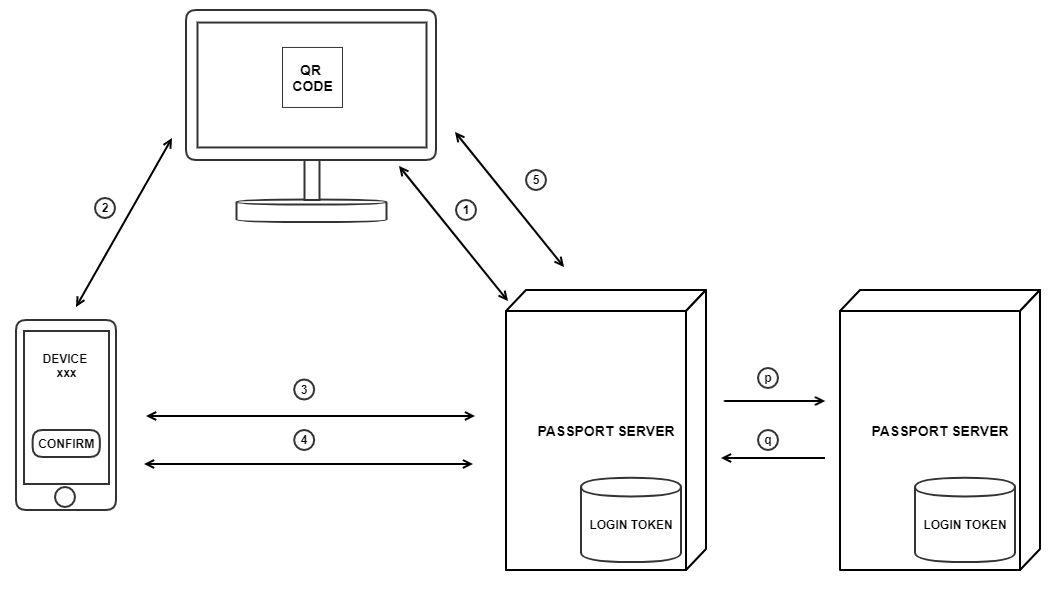 QR
CODE
5
2
1
DEVICE
xxx
3
p
CONFIRM
4
q
PASSPORT SERVER
PASSPORT SERVER
LOGIN TOKEN
LOGIN TOKEN